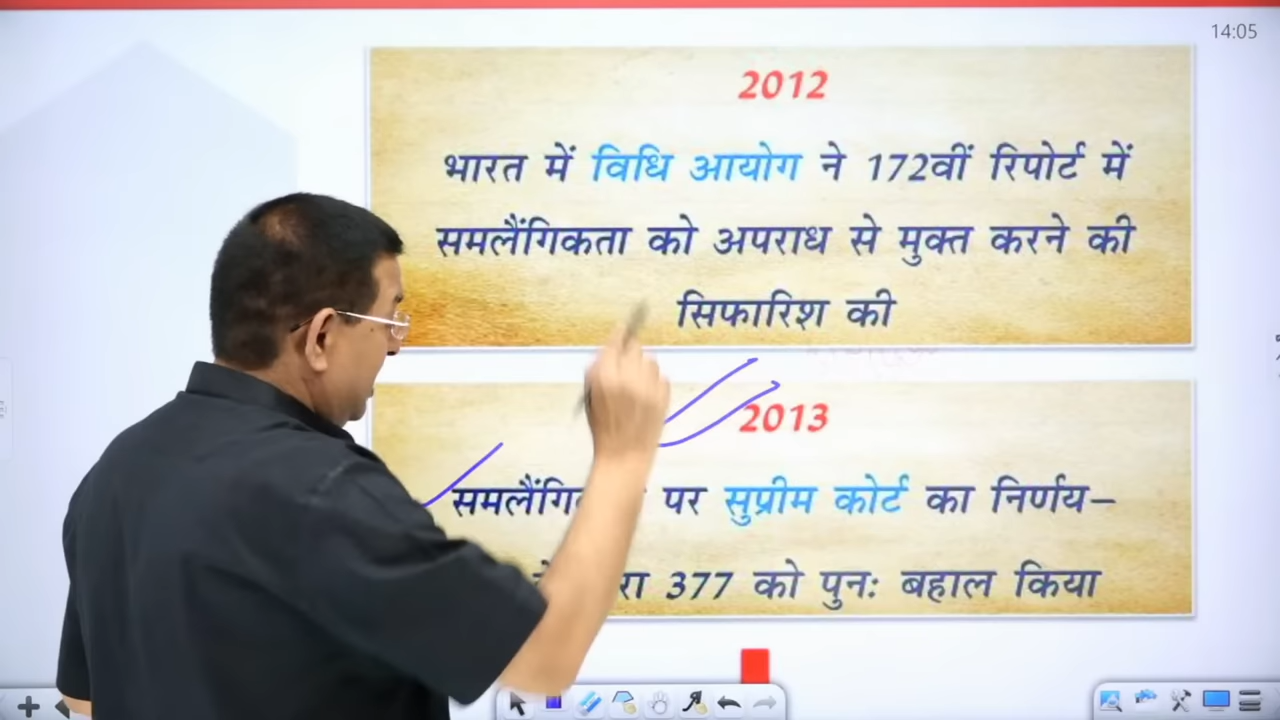 14:05
2012
भारत में विधि आयोग ने 172वीं रिपोर्ट में
समलैंगिकता को अपराध से मुक्त करने की
सिफारिश की
2013
पर सुप्रीम कोर्ट का निर्णय–
377 को पुनः बहाल किया